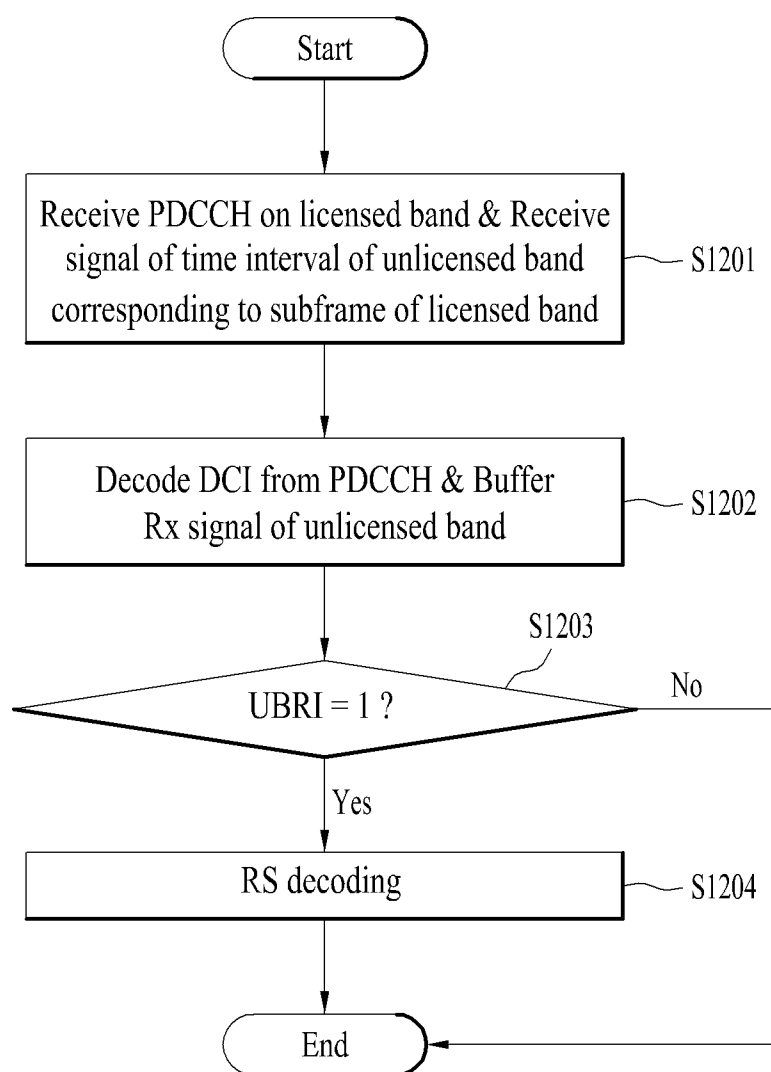 Start
Receive PDCCH on licensed band & Receive
signal of time interval of unlicensed band
corresponding to subframe of licensed band
S1201
Decode DCI from PDCCH & Buffer
Rx signal of unlicensed band
S1202
S1203
UBRI = 1 ?
No
Yes
RS decoding
S1204
End